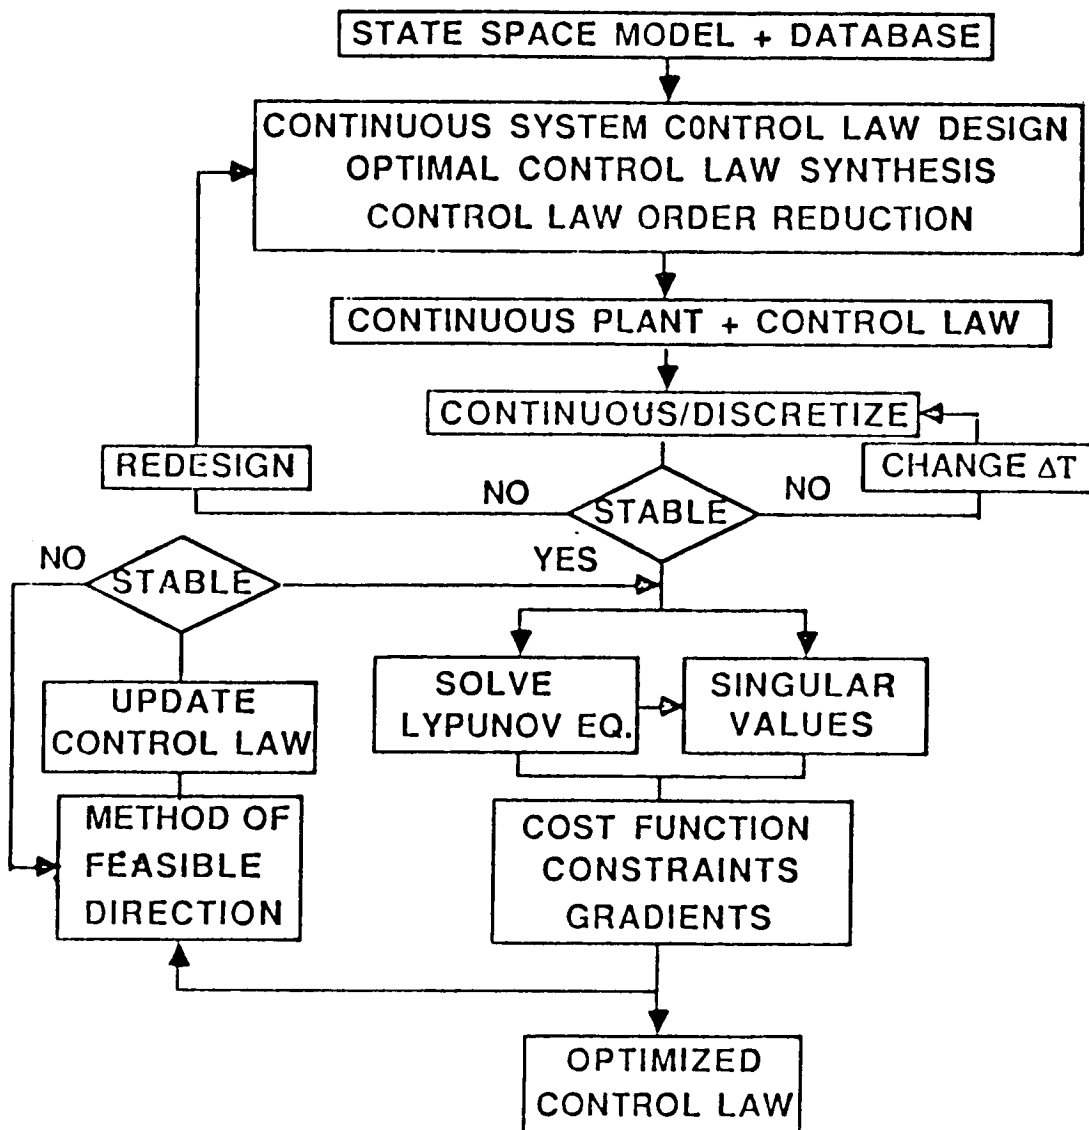 STATE SPACE MODEL + DATABASE
CONTINUOUS SYSTEM CONTROL LAW DESIGN
OPTIMAL CONTROL LAW SYNTHESIS
CONTROL LAW ORDER REDUCTION
CONTINUOUS PLANT + CONTROL LAW
CONTINUOUS/DISCRETIZE
REDESIGN
CHANGE ΔT
NO
STABLE
NO
YES
NO
STABLE
UPDATE
CONTROL LAW
METHOD OF
FEASIBLE
DIRECTION
SOLVE
LYPUNOV EQ.
SINGULAR
VALUES
COST FUNCTION
CONSTRAINTS
GRADIENTS
OPTIMIZED
CONTROL LAW